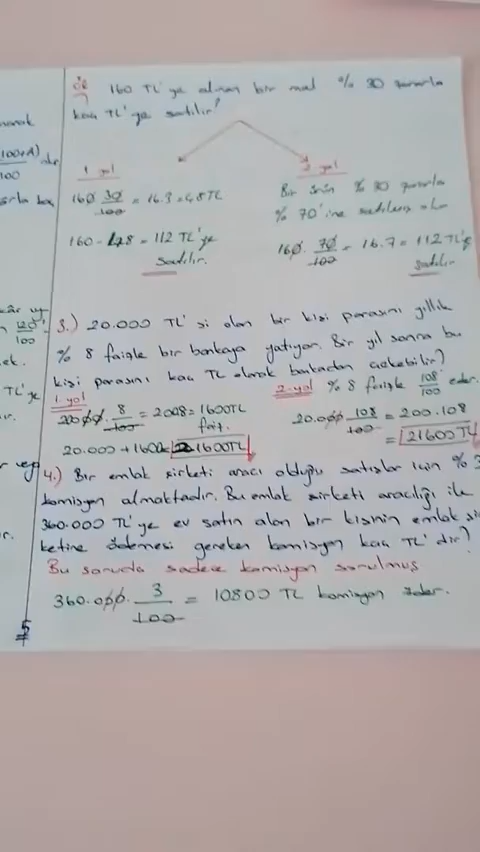 ör 160 TL'ye alınan bir mal % 30 zararla
kaç TL'ye satılır?
1. yol
160 30/100 = 16.3 = 48 TL
160 - 48 = 112 TL'ye
satılır.
2. yol
Bir ürün % 30 zararla
% 70'ine satılmış olur
160. 70/100 = 16.7 = 112 TL'ye
satılır
3.) 20.000 TL'si olan bir kişi parasını yıllık
% 8 faizle bir bankaya yatırıyor. Bir yıl sonra bu
kişi parasını kaç TL olarak bankadan çekebilir?
1. yol
20000. 8/100 = 200.8 = 1600 TL
faiz.
20.000 + 1600 = 21600 TL
2. yol % 8 faizle 108/100 eder.
20.000 108/100 = 200.108
= 21600 TL
4.) Bir emlak şirketi aracı olduğu satışlar için % 3
komisyon almaktadır. Bu emlak şirketi aracılığı ile
360.000 TL'ye ev satın alan bir kişinin emlak şir
ketine ödemesi gereken komisyon kaç TL'dir?
Bu soruda sadece komisyon sorulmuş
360.000. 3/100 = 10800 TL komisyon öder.
5